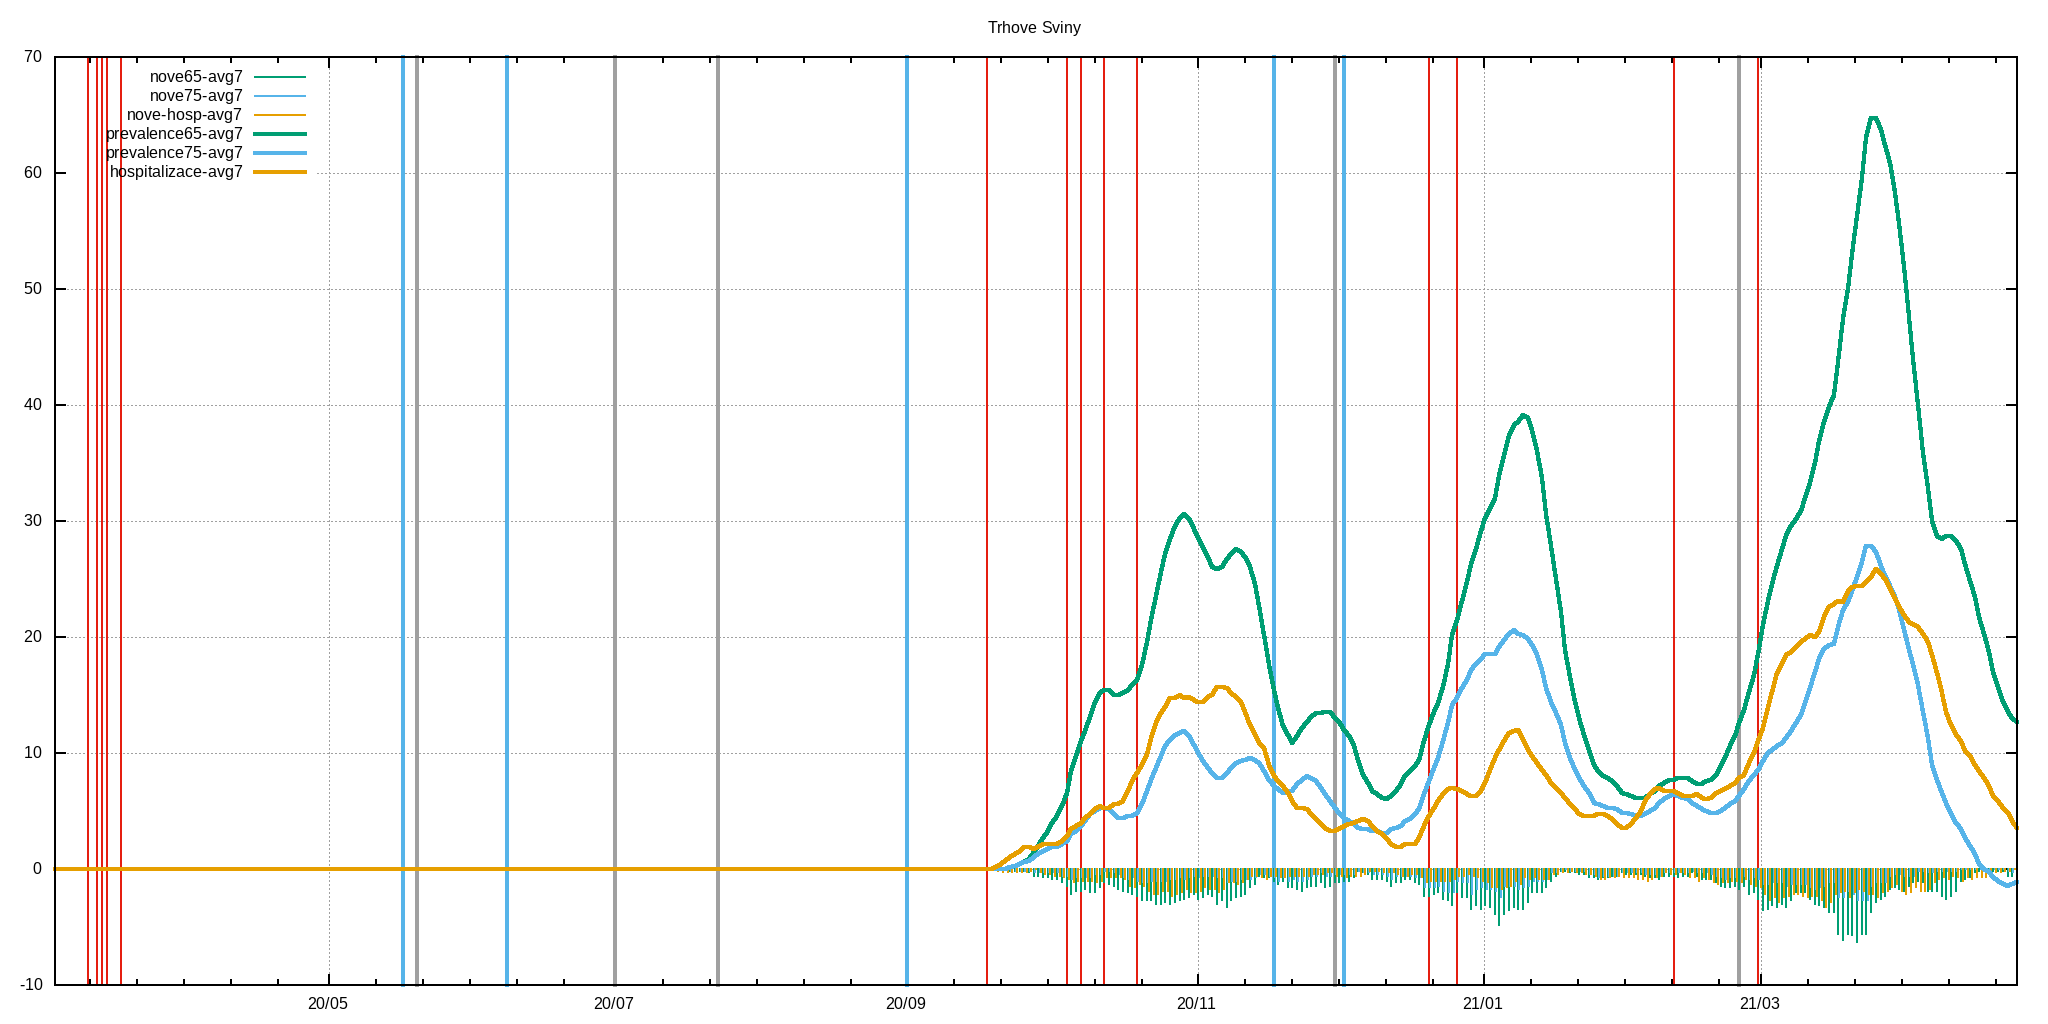 Trhove Sviny
70
60
50
40
30
20
10
0
-10
nove65-avg7
nove75-avg7
nove-hosp-avg7
prevalence65-avg7
prevalence75-avg7
hospitalizace-avg7
20/05
20/07
20/09
20/11
21/01
21/03